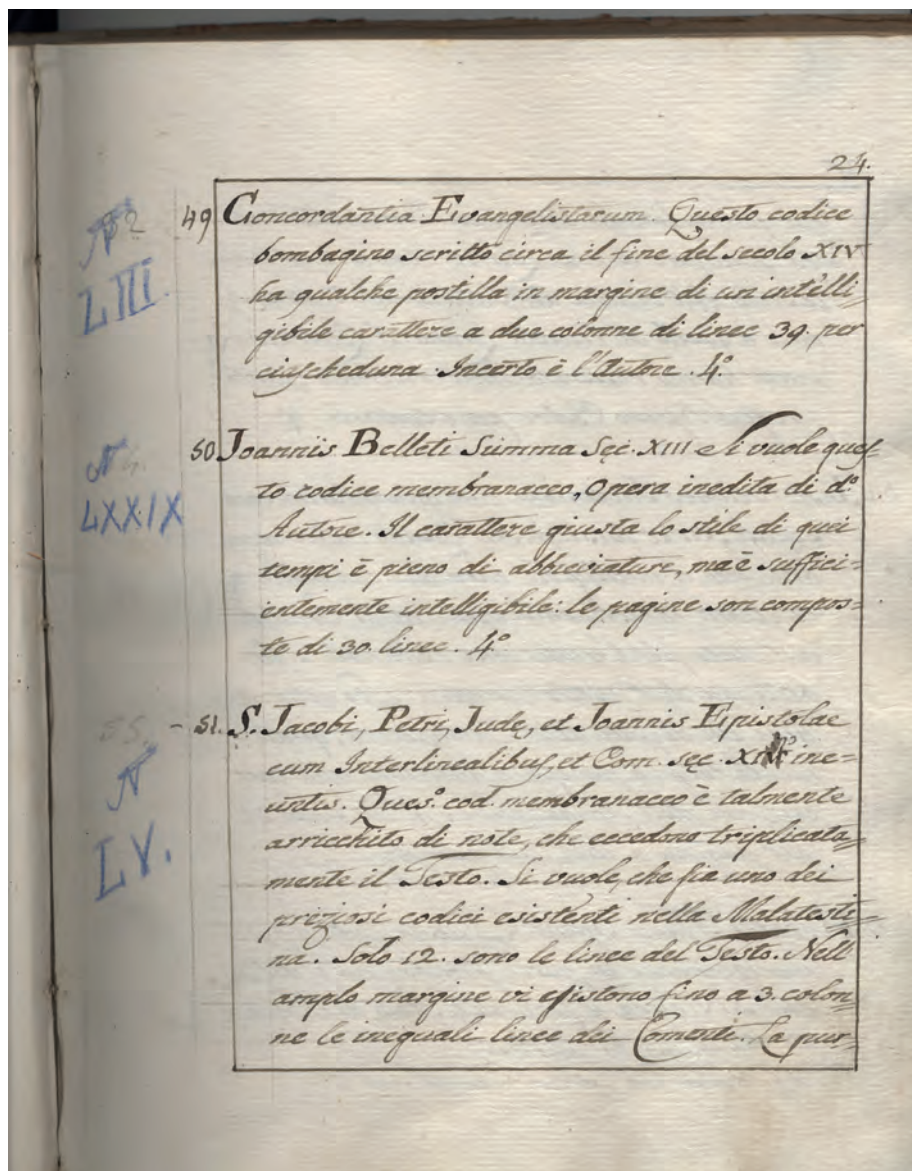 24.
N
LIII.
49 Concordantia Evangelistarum. Questo codice
bombagino scritto circa il fine del secolo XIV
ha qualche postilla in margine di un intelli„
gibile carattere a due colonne di linee 39. per
ciascheduna. Incerto è l'Autore. 4.º
N
LXXIX
50 Joannis Belleti Summa Sec. XIII Si vuole ques„
to codice membranaceo, Opera inedita di d.º
Autore. Il carattere giusta lo stile di quei
tempi è pieno di abbreviature, ma è suffici=
entemente intelligibile: le pagine son compos=
te di 30. linee. 4.º
55.
N
LV.
- 51. S. Jacobi, Petri, Jude, et Joannis Epistolae
cum Interlinealibus, et Com. sec. ine=
untis. Ques.º cod. membranaceo è talmente
arricchito di note, che eccedono triplicata„
mente il Testo. Si vuole, che sia uno dei
preziosi codici esistenti nella Malatesti„
na. Solo 12. sono le linee del Testo. Nell'
amplo margine vi esistono fino a 3. colon„
ne le inequali linee dei Comenti. La pur„